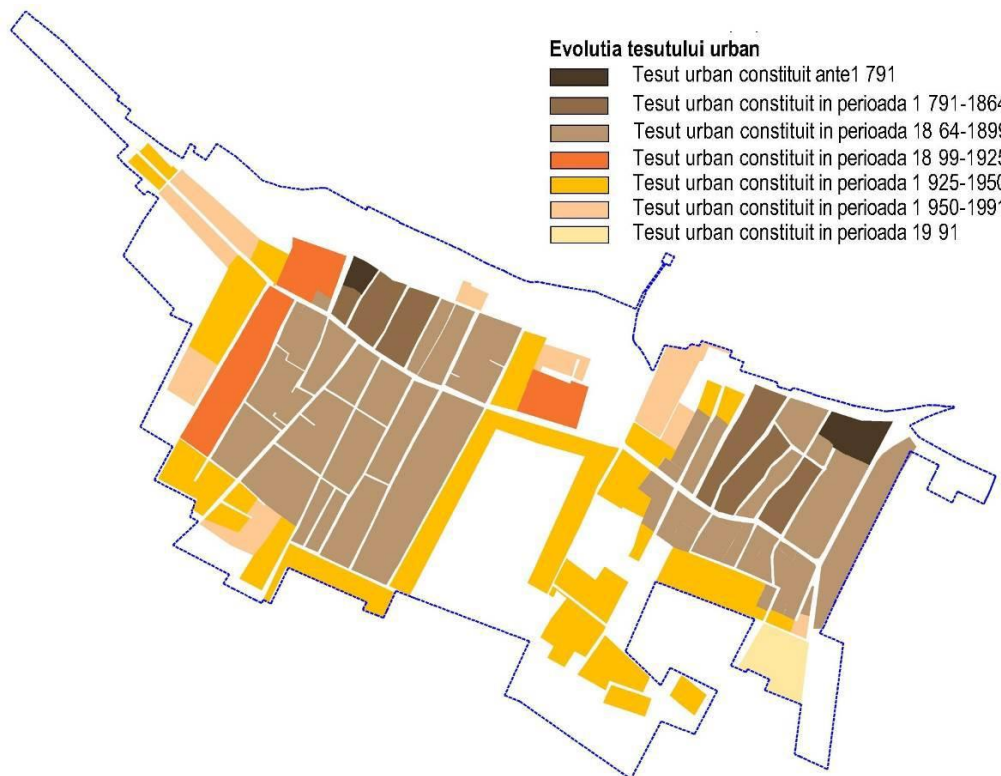 Evolutia tesutului urban
Tesut urban constituit ante1 791
Tesut urban constituit in perioada 1 791-1864
Tesut urban constituit in perioada 18 64-1899
Tesut urban constituit in perioada 18 99-1925
Tesut urban constituit in perioada 1 925-1950
Tesut urban constituit in perioada 1 950-1991
Tesut urban constituit in perioada 19 91